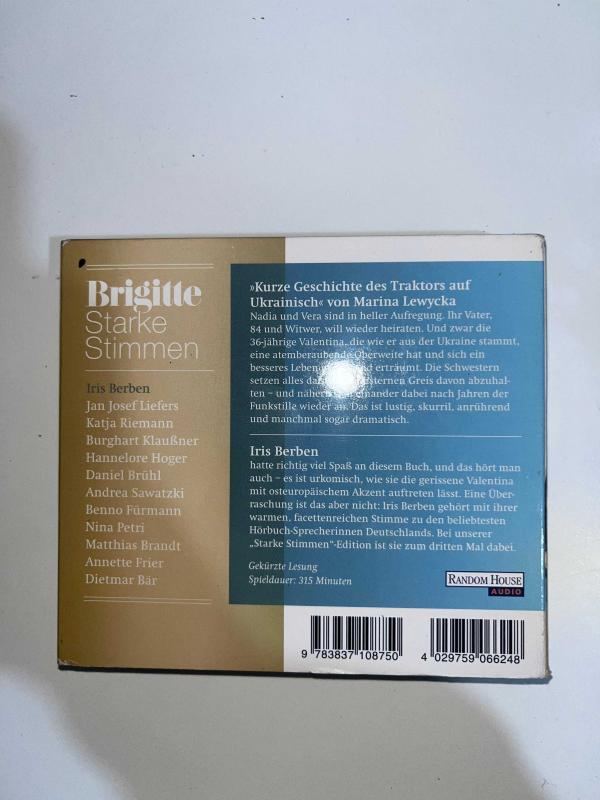 Brigitte
Starke
Stimmen
Iris Berben
Jan Josef Liefers
Katja Riemann
Burghart Klaußner
Hannelore Hoger
Daniel Brühl
Andrea Sawatzki
Benno Fürmann
Nina Petri
Matthias Brandt
Annette Frier
Dietmar Bär
»Kurze Geschichte des Traktors auf
Ukrainisch« von Marina Lewycka
Nadia und Vera sind in heller Aufregung. Ihr Vater,
84 und Witwer, will wieder heiraten. Und zwar die
36-jährige Valentina, die wie er aus der Ukraine stammt,
eine atemberaubende Oberweite hat und sich ein
besseres Leben erträumt. Die Schwestern
setzen alles Greis davon abzuhal-
ten – und nähern einander dabei nach Jahren der
Funkstille wieder an. Das ist lustig, skurril, anrührend
und manchmal sogar dramatisch.
Iris Berben
hatte richtig viel Spaß an diesem Buch, und das hört man
auch – es ist urkomisch, wie sie die gerissene Valentina
mit osteuropäischem Akzent auftreten lässt. Eine Über-
raschung ist das aber nicht: Iris Berben gehört mit ihrer
warmen, facettenreichen Stimme zu den beliebtesten
Hörbuch-Sprecherinnen Deutschlands. Bei unserer
„Starke Stimmen“-Edition ist sie zum dritten Mal dabei.
Gekürzte Lesung
Spieldauer: 315 Minuten
RANDOM HOUSE
AUDIO
9 783837 108750
4 029759 066248